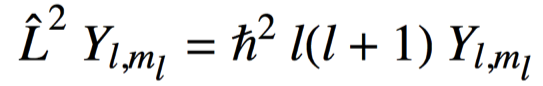 L̂² Y_{l,m_l} = ħ² l(l + 1) Y_{l,m_l}